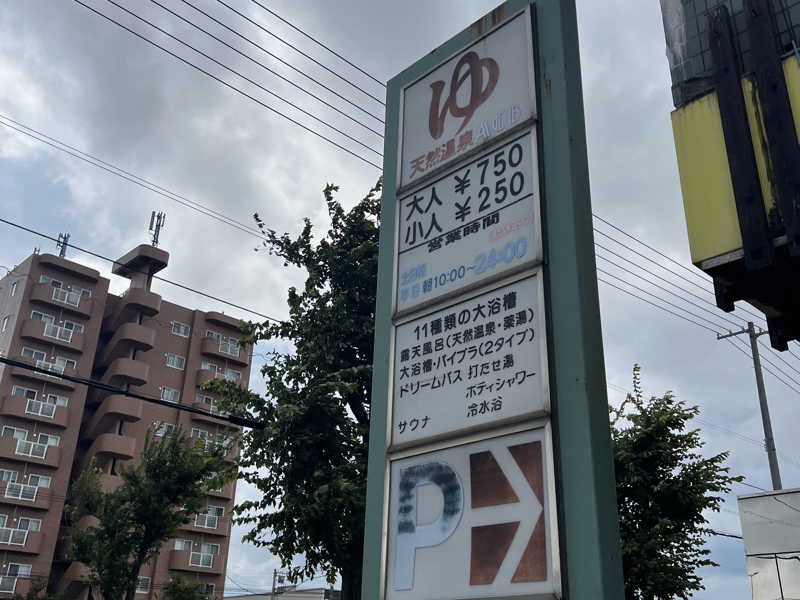 ゆ
天然温泉
大人 ¥750
小人 ¥250
営業時間
朝10:00~24:00
11種類の大浴槽
露天風呂(天然温泉・薬湯)
大浴槽・バイブラ(2タイプ)
ドリームバス 打たせ湯
ボディシャワー
サウナ 冷水浴
P